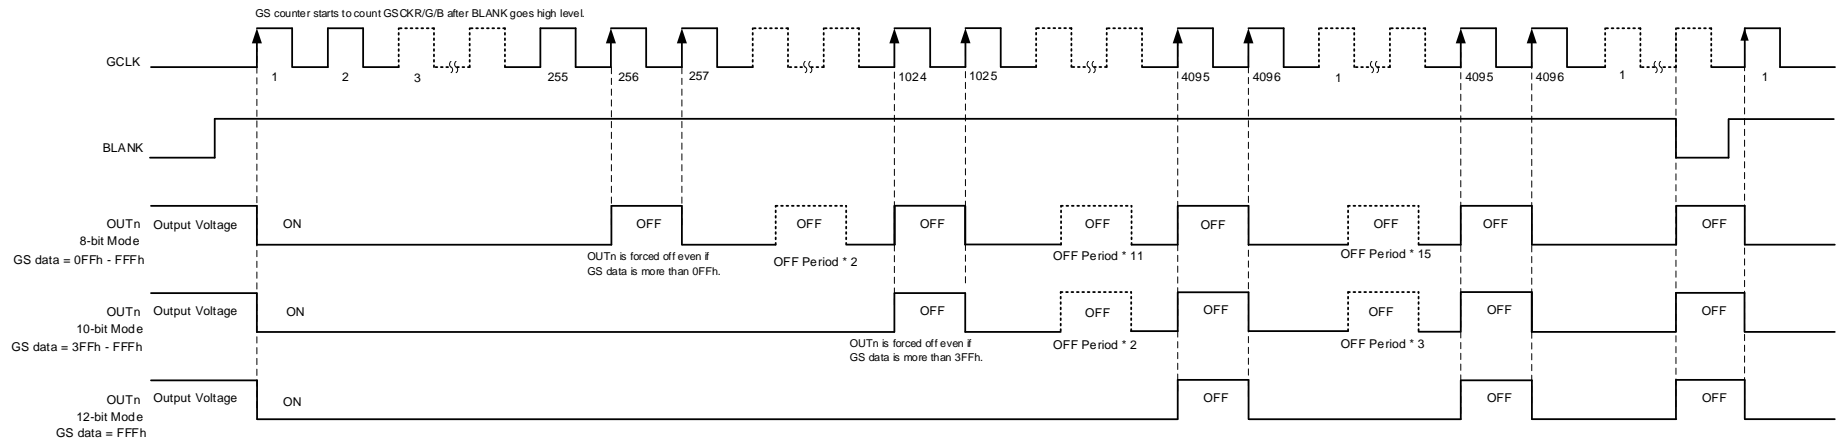 GS counter starts to count GSCKR/G/B after BLANK goes high level.
GCLK
1 2 3 255 256 257 1024 1025 4095 4096 1 4095 4096 1 1
BLANK
OUTn
8-bit Mode
GS data = 0FFh - FFFh
Output Voltage ON OFF OFF OFF OFF OFF OFF OFF OFF
OUTn is forced off even if
GS data is more than 0FFh.
OFF Period * 2
OFF Period * 11
OFF Period * 15
OUTn
10-bit Mode
GS data = 3FFh - FFFh
Output Voltage ON OFF OFF OFF OFF OFF OFF
OUTn is forced off even if
GS data is more than 3FFh.
OFF Period * 2
OFF Period * 3
OUTn
12-bit Mode
GS data = FFFh
Output Voltage ON OFF OFF OFF